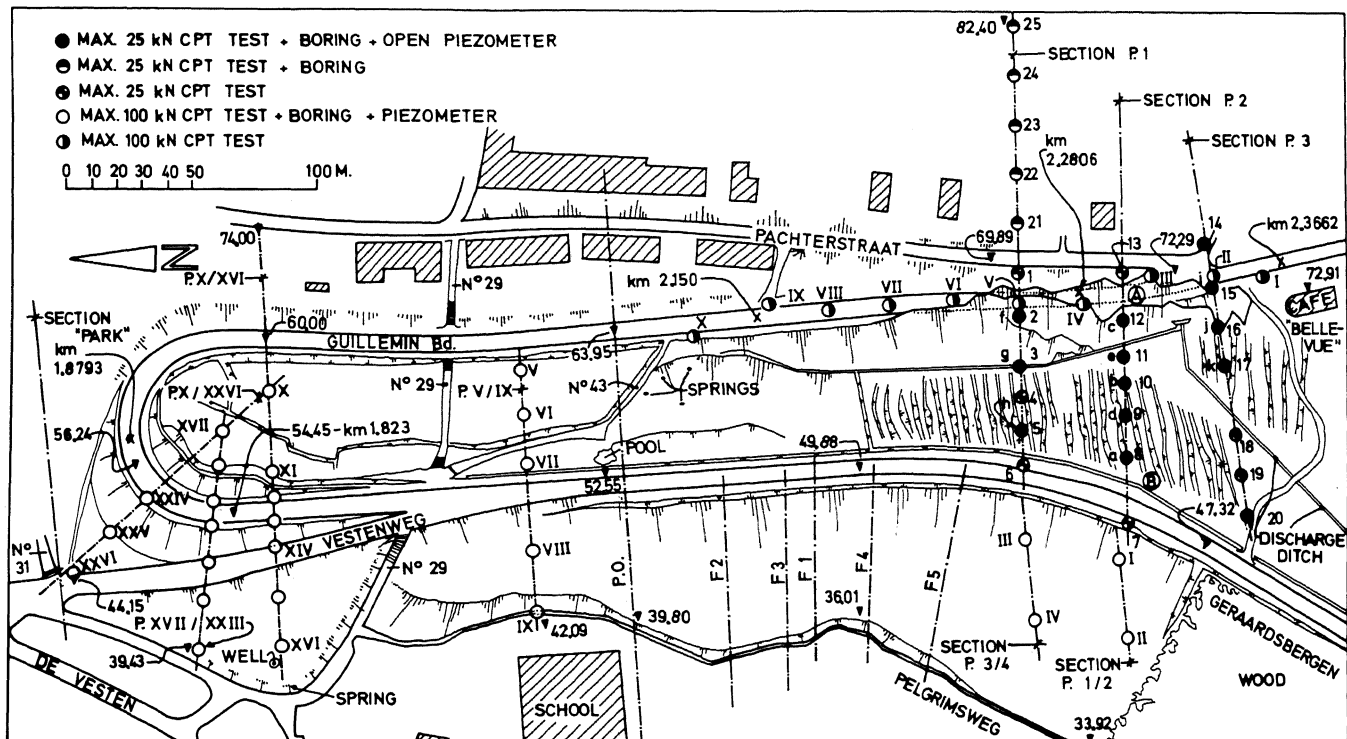 MAX. 25 kN CPT TEST + BORING + OPEN PIEZOMETER
MAX. 25 kN CPT TEST + BORING
MAX. 25 kN CPT TEST
MAX. 100 kN CPT TEST + BORING + PIEZOMETER
MAX. 100 kN CPT TEST
0 10 20 30 40 50 100 M.
82,40
25
SECTION P.1
24
SECTION P.2
23
km
2,2806
SECTION P. 3
22
21
14
74,00
N
PACHTERSTRAAT
69,89
13
72,29
II
km 2,3662
P.X/XVI
N° 29
km 2,150
V
1
III
I
72,91
SECTION
"PARK"
60,00
IX
VIII
VII
VI
f
2
IV
A
15
CAFE
km
1,8793
GUILLEMIN Bd.
63,95
X
c
12
j
16
"BELLE-
VUE"
P.X/XXVI
X
N° 29
P. V/IX
V
N° 43
SPRINGS
g
3
e
11
k
17
XVII
VI
4
b
10
56,24
54,45 - km 1,823
h
5
d
9
XI
VII
POOL
49,88
a
8
18
XXIV
52,55
6
B
19
47,32
XXV
VESTENWEG
XIV
7
20
DISCHARGE
DITCH
N°
31
XXVI
N° 29
VIII
P.O.
F 2
F 3
F 1
F 4
F 5
III
I
44,15
P. XVII / XXIII
IX
42,09
39,80
36,01
IV
GERAARDSBERGEN
39,43
WELL
XVI
II
SECTION
P. 3/4
SECTION
P. 1/2
WOOD
DE VESTEN
SPRING
SCHOOL
PELGRIMSWEG
33,92